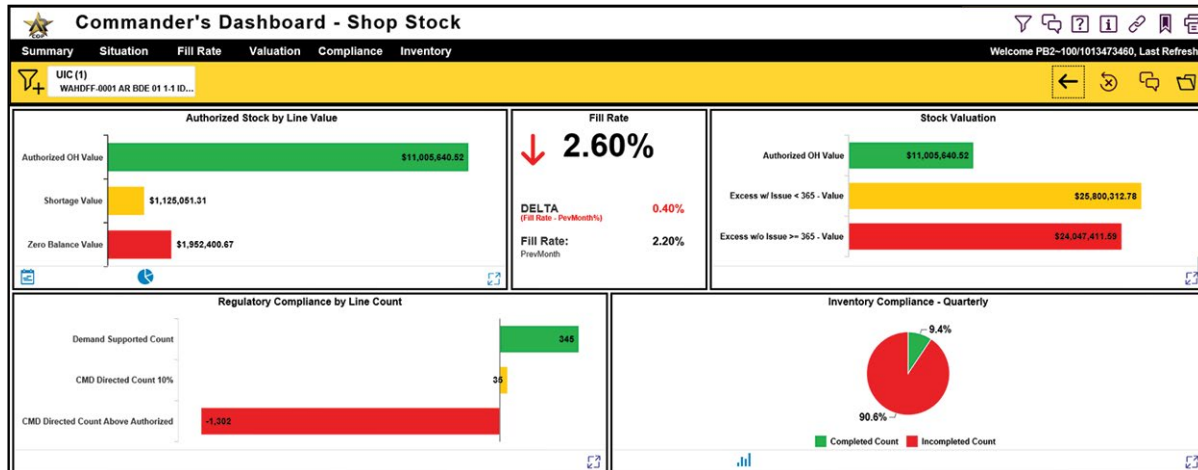 Commander's Dashboard - Shop Stock
Summary Situation Fill Rate Valuation Compliance Inventory
Welcome PB2~100/1013473460, Last Refresh
UIC (1)
WAHDFF-0001 AR BDE 01 1-1 ID...
Authorized Stock by Line Value
Authorized OH Value $11,005,640.52
Shortage Value $1,125,051.31
Zero Balance Value $1,952,400.67
Fill Rate
2.60%
DELTA 0.40%
(Fill Rate - PevMonth%)
Fill Rate: 2.20%
PrevMonth
Stock Valuation
Authorized OH Value $11,005,640.52
Excess w/ Issue < 365 - Value $25,800,312.78
Excess w/o Issue >= 365 - Value $24,047,411.59
Regulatory Compliance by Line Count
Demand Supported Count 345
CMD Directed Count 10% 35
CMD Directed Count Above Authorized -1,302
Inventory Compliance - Quarterly
9.4%
90.6%
Completed Count Incompleted Count